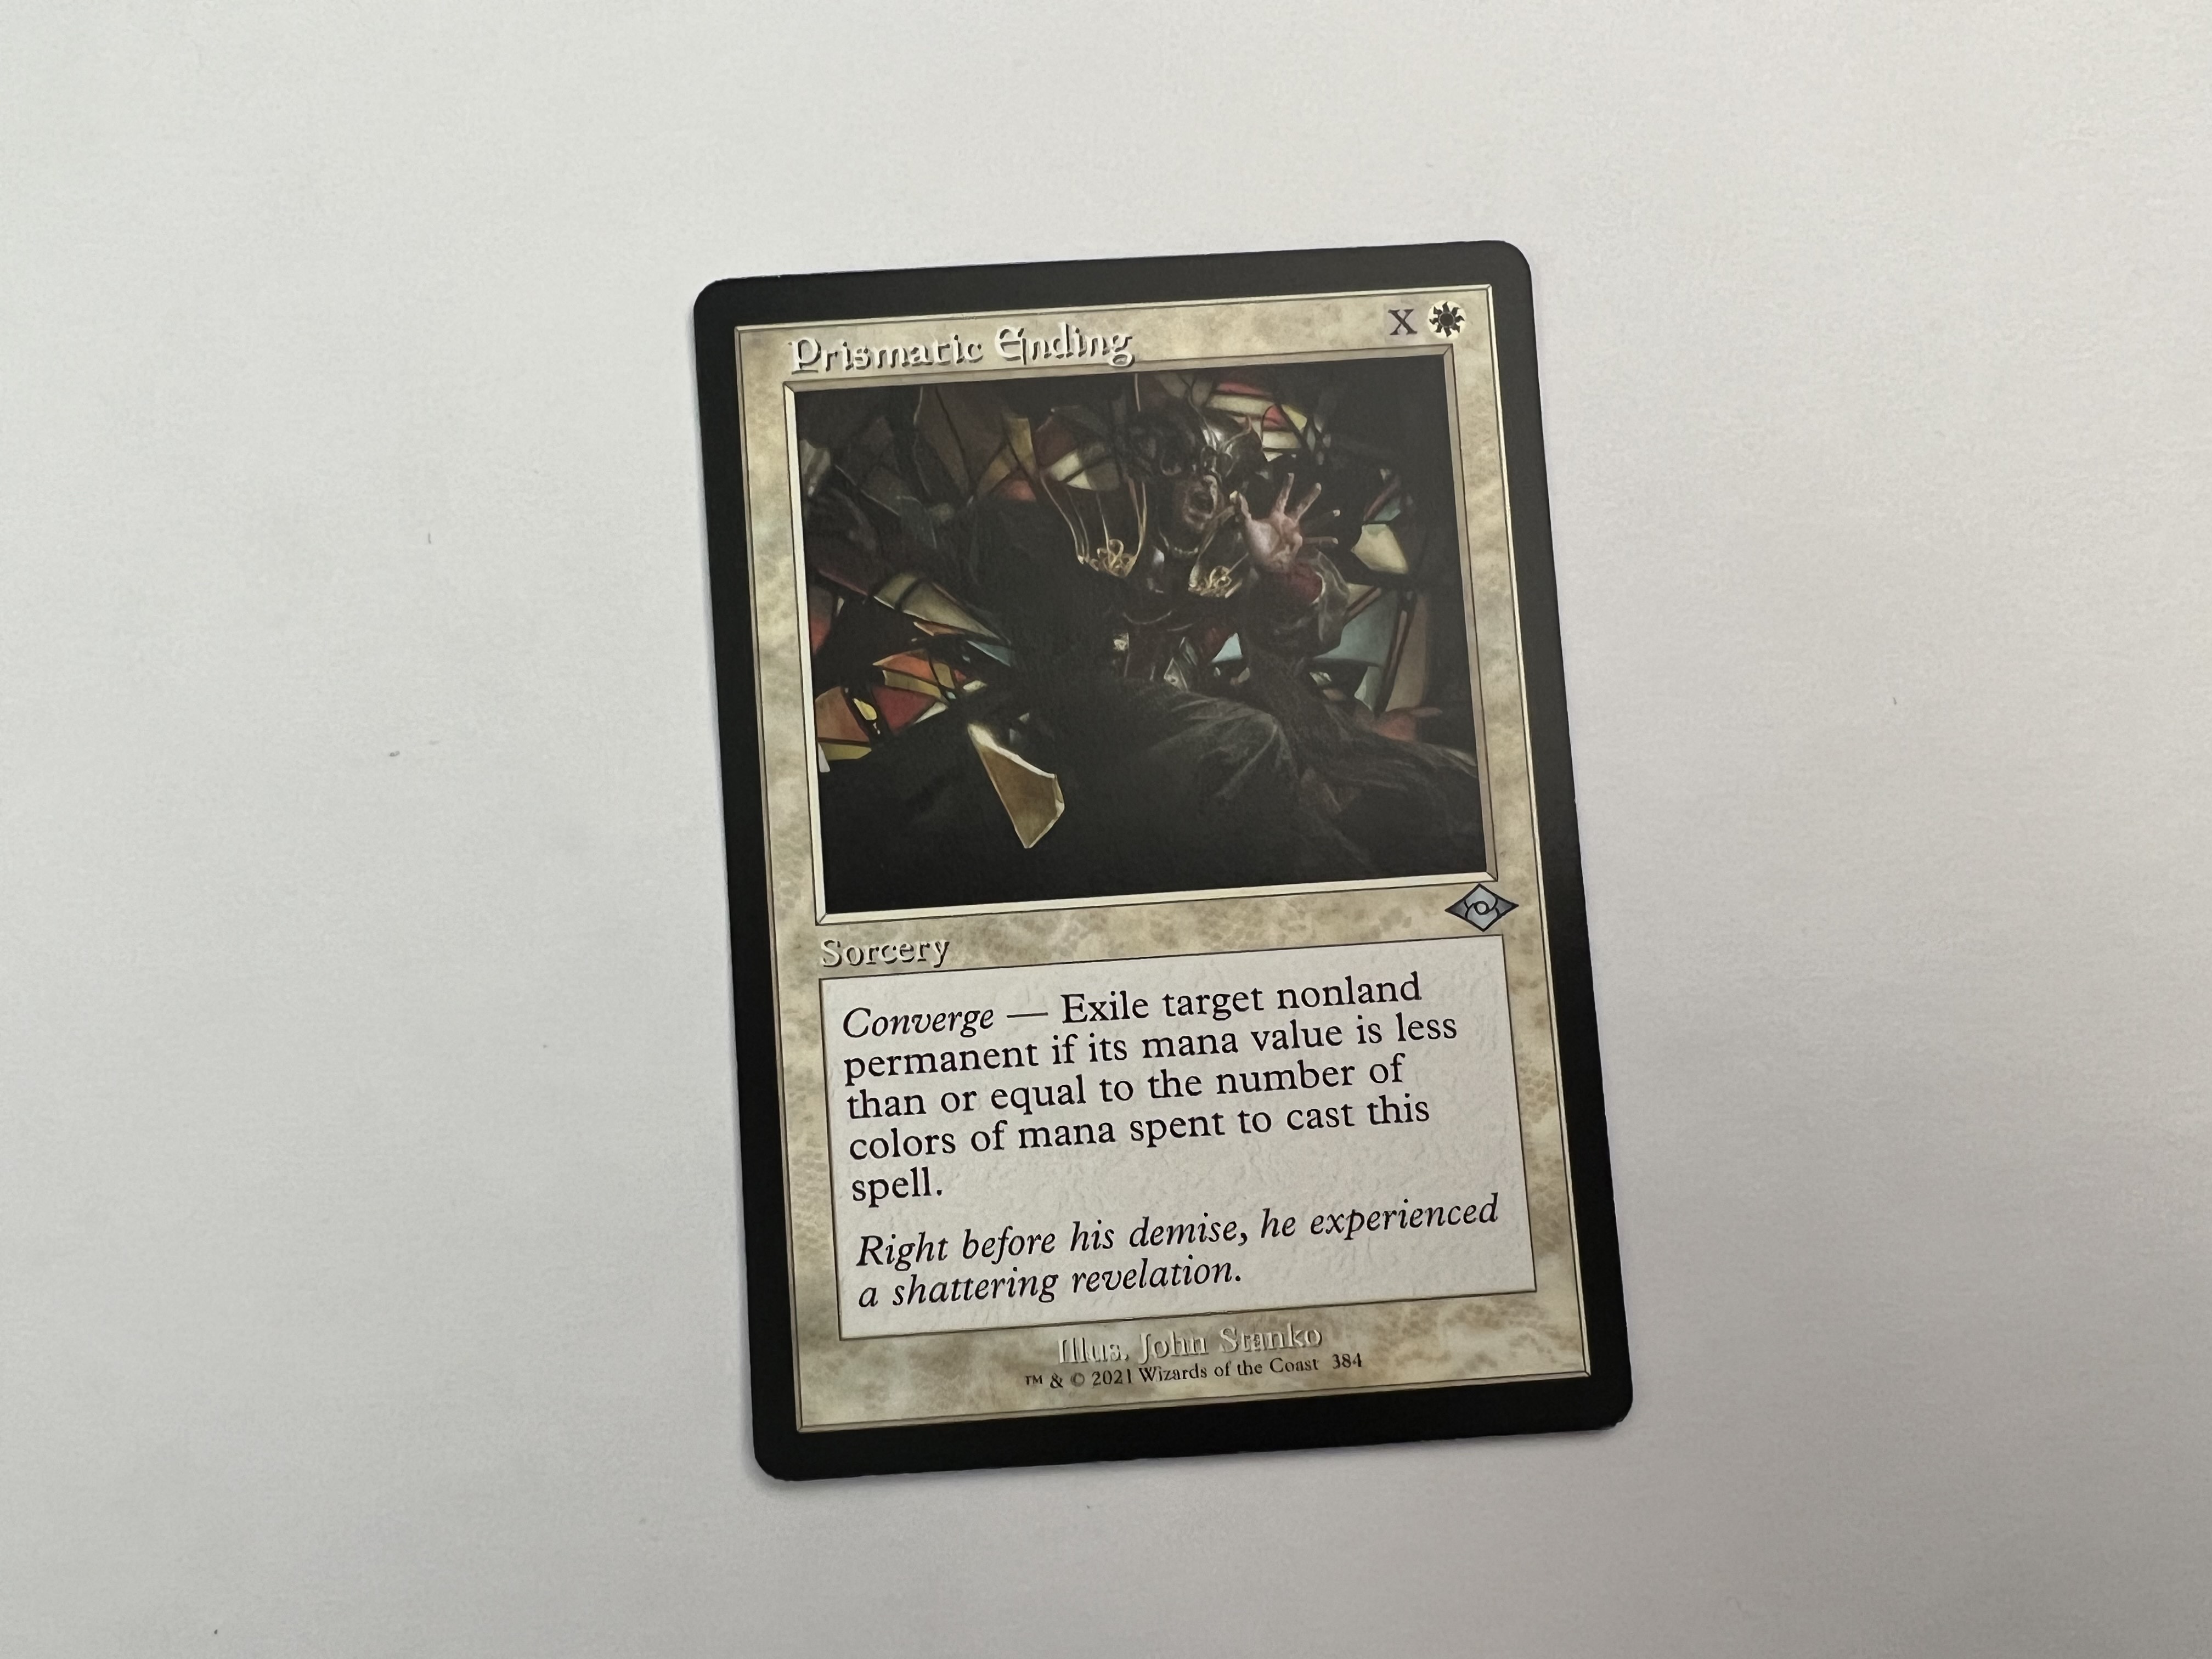 Prismatic Ending
X
Sorcery
Converge — Exile target nonland
permanent if its mana value is less
than or equal to the number of
colors of mana spent to cast this
spell.
Right before his demise, he experienced
a shattering revelation.
Illus. John Stanko
™ & © 2021 Wizards of the Coast 384